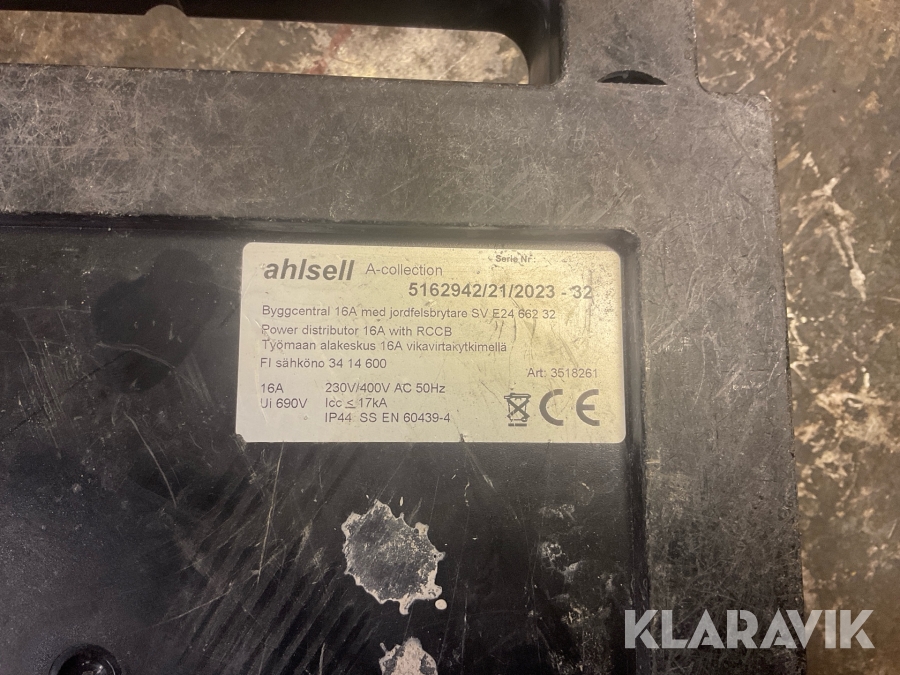 ahlsell A-collection
Serie Nr:
5162942/21/2023 - 32
Byggcentral 16A med jordfelsbrytare SV E24 662 32
Power distributor 16A with RCCB
Työmaan alakeskus 16A vikavirtakytkimellä
FI sähköno 34 14 600
Art: 3518261
16A 230V/400V AC 50Hz
Ui 690V Icc ≤ 17kA
IP44 SS EN 60439-4
CE
KLARAVIK